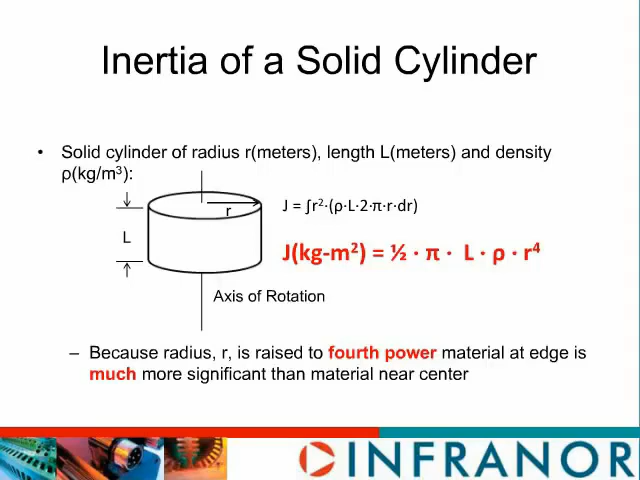 Inertia of a Solid Cylinder
• Solid cylinder of radius r(meters), length L(meters) and density
ρ(kg/m³):
r
J = ∫r²·(ρ·L·2·π·r·dr)
L
J(kg-m²) = ½ · π · L · ρ · r⁴
Axis of Rotation
– Because radius, r, is raised to fourth power material at edge is
much more significant than material near center
INFRANOR